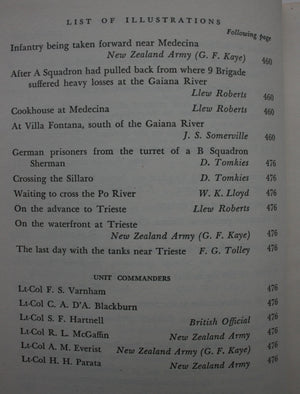 LIST OF ILLUSTRATIONS
Following page
Infantry being taken forward near Medecina
New Zealand Army (G. F. Kaye) 460
After A Squadron had pulled back from where 9 Brigade
suffered heavy losses at the Gaiana River
Llew Roberts 460
Cookhouse at Medecina Llew Roberts 460
At Villa Fontana, south of the Gaiana River
J. S. Somerville 460
German prisoners from the turret of a B Squadron
Sherman D. Tomkies 476
Crossing the Sillaro D. Tomkies 476
Waiting to cross the Po River W. K. Lloyd 476
On the advance to Trieste Llew Roberts 476
On the waterfront at Trieste
New Zealand Army (G. F. Kaye) 476
The last day with the tanks near Trieste F. G. Tolley 476
UNIT COMMANDERS
Lt-Col F. S. Varnham 476
Lt-Col C. A. D'A. Blackburn 476
Lt-Col S. F. Hartnell British Official 476
Lt-Col R. L. McGaffin New Zealand Army 476
Lt-Col A. M. Everist New Zealand Army (G. F. Kaye) 476
Lt-Col H. H. Parata New Zealand Army 476